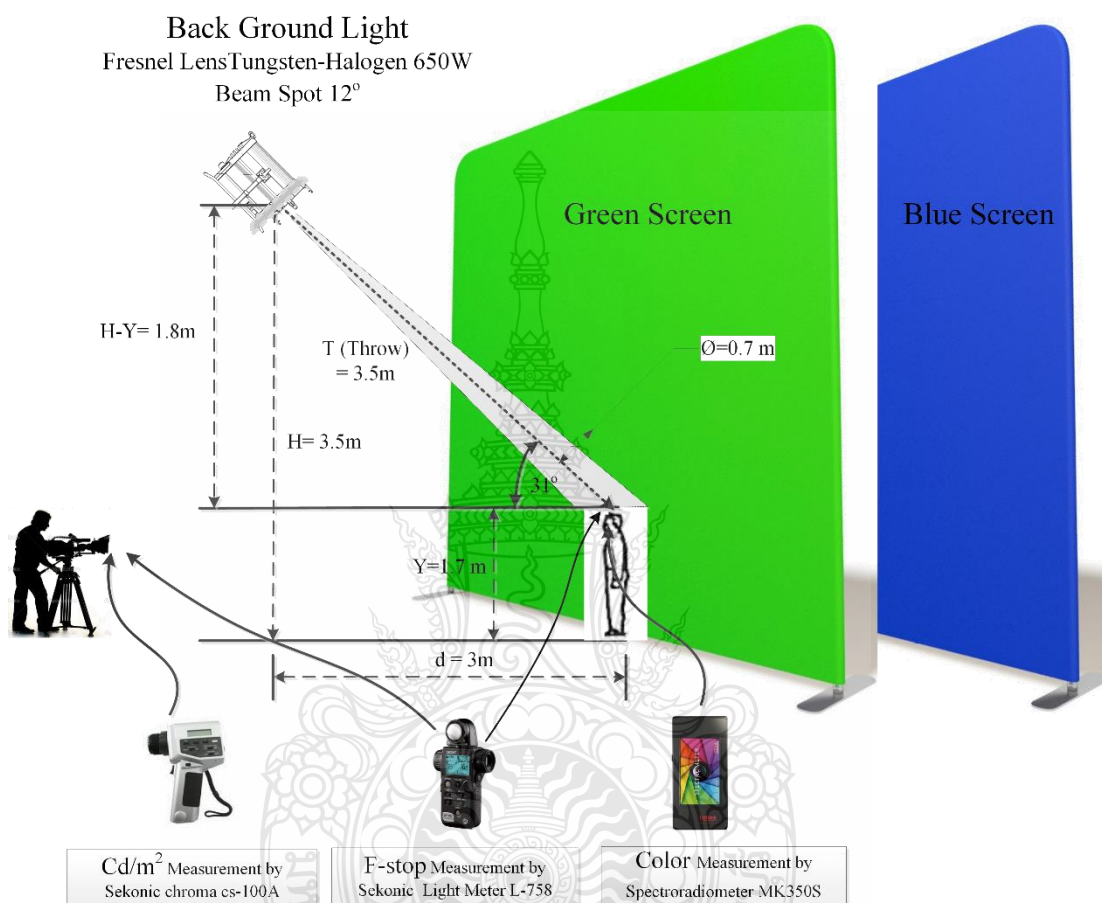 Back Ground Light
Fresnel LensTungsten-Halogen 650W
Beam Spot 12°
Green Screen
Blue Screen
H-Y= 1.8m
T (Throw)
= 3.5m
Ø=0.7 m
H= 3.5m
31°
Y=1.7 m
d = 3m
Cd/m² Measurement by
Sekonic chroma cs-100A
F-stop Measurement by
Sekonic Light Meter L-758
Color Measurement by
Spectroradiometer MK350S